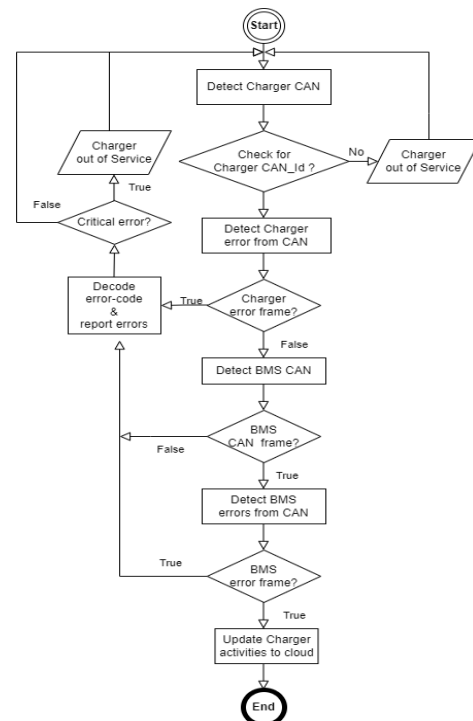 Start
Detect Charger CAN
Check for
Charger CAN_Id ?
No
Charger
out of Service
Charger
out of Service
True
False
Critical error?
Detect Charger
error from CAN
Decode
error-code
&
report errors
True
Charger
error frame?
False
Detect BMS CAN
BMS
CAN frame?
False
True
Detect BMS
errors from CAN
True
BMS
error frame?
True
Update Charger
activities to cloud
End